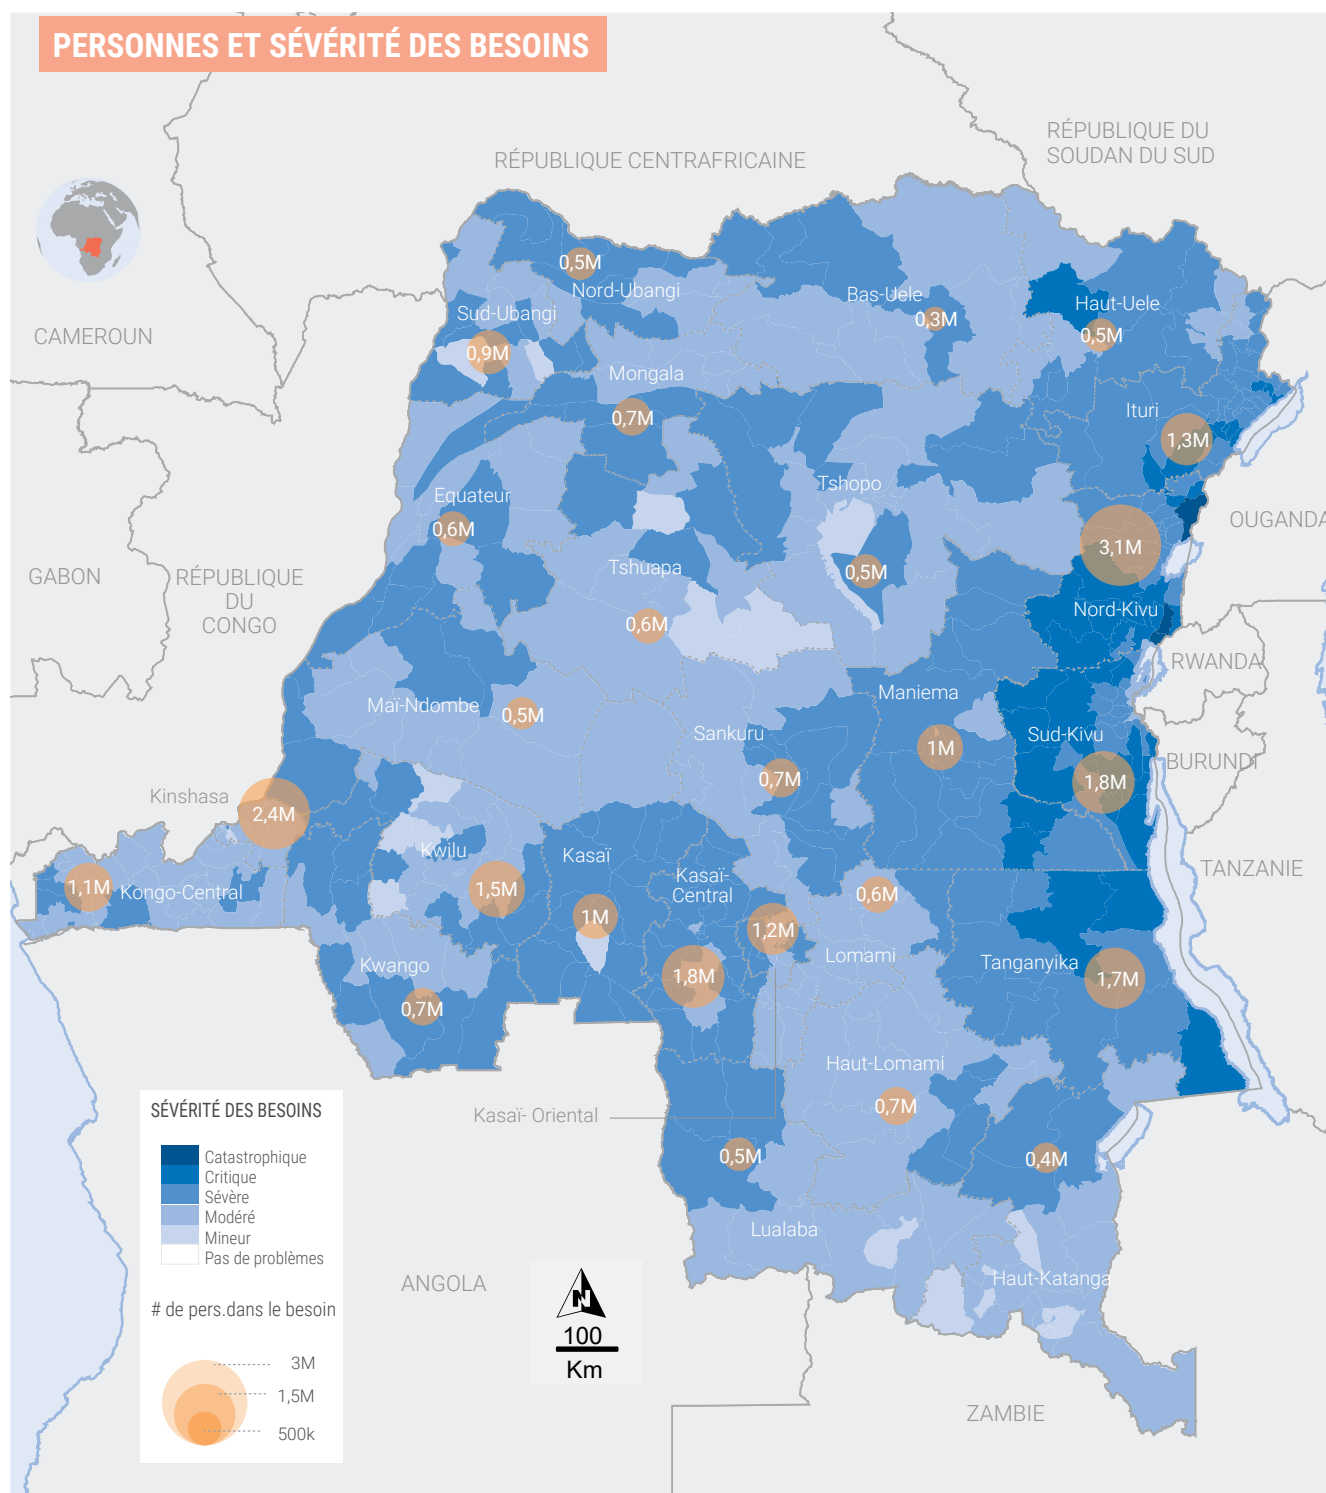 PERSONNES ET SÉVÉRITÉ DES BESOINS
RÉPUBLIQUE DU
SOUDAN DU SUD
RÉPUBLIQUE CENTRAFRICAINE
0,5M
Nord-Ubangi
Bas-Uele
0,3M
Haut-Uele
0,5M
Sud-Ubangi
0,9M
CAMEROUN
Mongala
0,7M
Ituri
1,3M
Tshopo
Equateur
0,6M
OUGANDA
3,1M
Tshuapa
0,5M
GABON
RÉPUBLIQUE
DU
CONGO
Nord-Kivu
0,6M
RWANDA
Maniema
Maï-Ndombe
0,5M
Sankuru
Sud-Kivu
1M
BURUNDI
0,7M
1,8M
Kinshasa
2,4M
Kwilu
Kasaï
Kasaï-
Central
TANZANIE
1,1M
Kongo-Central
1,5M
0,6M
1M
1,2M
Lomami
Tanganyika
Kwango
1,8M
1,7M
0,7M
Haut-Lomami
0,7M
Kasaï- Oriental
0,5M
0,4M
Lualaba
Haut-Katanga
ANGOLA
ZAMBIE
SÉVÉRITÉ DES BESOINS
Catastrophique
Critique
Sévère
Modéré
Mineur
Pas de problèmes
# de pers.dans le besoin
3M
1,5M
500k
N
100
Km